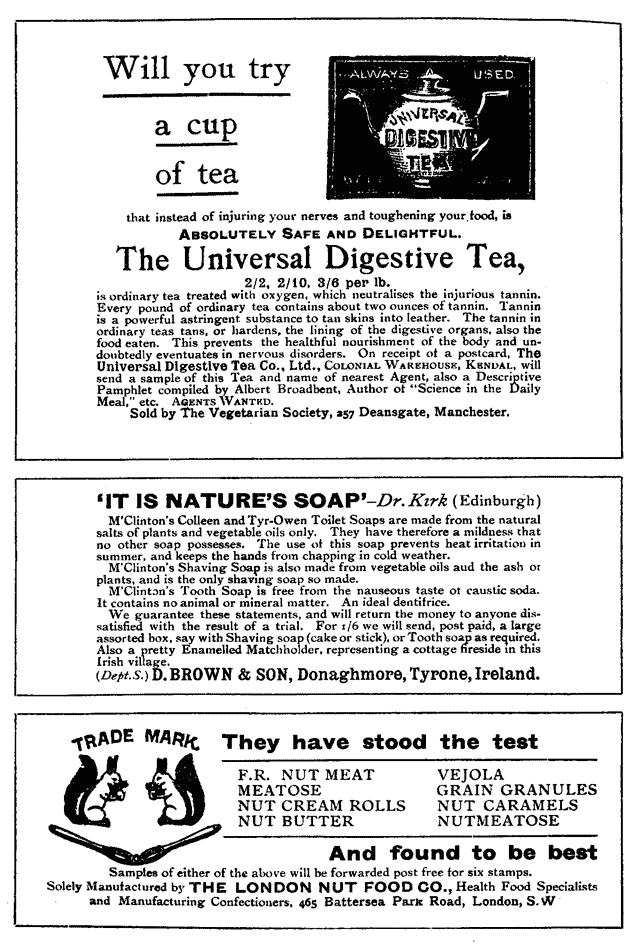 Will you try
a cup
of tea
ALWAYS USED
UNIVERSAL
DIGESTIVE
TEA
that instead of injuring your nerves and toughening your food, is
ABSOLUTELY SAFE AND DELIGHTFUL.
The Universal Digestive Tea,
2/2, 2/10, 3/6 per lb.
is ordinary tea treated with oxygen, which neutralises the injurious tannin.
Every pound of ordinary tea contains about two ounces of tannin. Tannin
is a powerful astringent substance to tan skins into leather. The tannin in
ordinary teas tans, or hardens, the lining of the digestive organs, also the
food eaten. This prevents the healthful nourishment of the body and un-
doubtedly eventuates in nervous disorders. On receipt of a postcard, The
Universal Digestive Tea Co., Ltd., COLONIAL WAREHOUSE, KENDAL, will
send a sample of this Tea and name of nearest Agent, also a Descriptive
Pamphlet compiled by Albert Broadbent, Author of "Science in the Daily
Meal," etc. AGENTS WANTED.
Sold by The Vegetarian Society, 257 Deansgate, Manchester.
'IT IS NATURE'S SOAP'–Dr. Kirk (Edinburgh)
M'Clinton's Colleen and Tyr-Owen Toilet Soaps are made from the natural
salts of plants and vegetable oils only. They have therefore a mildness that
no other soap possesses. The use of this soap prevents heat irritation in
summer, and keeps the hands from chapping in cold weather.
M'Clinton's Shaving Soap is also made from vegetable oils aud the ash of
plants, and is the only shaving soap so made.
M'Clinton's Tooth Soap is free from the nauseous taste of caustic soda.
It contains no animal or mineral matter. An ideal dentifrice.
We guarantee these statements, and will return the money to anyone dis-
satisfied with the result of a trial. For 1/6 we will send, post paid, a large
assorted box, say with Shaving soap (cake or stick), or Tooth soap as required.
Also a pretty Enamelled Matchholder, representing a cottage fireside in this
Irish village.
(Dept. S.) D. BROWN & SON, Donaghmore, Tyrone, Ireland.
TRADE MARK.
They have stood the test
F.R. NUT MEAT VEJOLA
MEATOSE GRAIN GRANULES
NUT CREAM ROLLS NUT CARAMELS
NUT BUTTER NUTMEATOSE
And found to be best
Samples of either of the above will be forwarded post free for six stamps.
Solely Manufactured by THE LONDON NUT FOOD CO., Health Food Specialists
and Manufacturing Confectioners, 465 Battersea Park Road, London, S.W